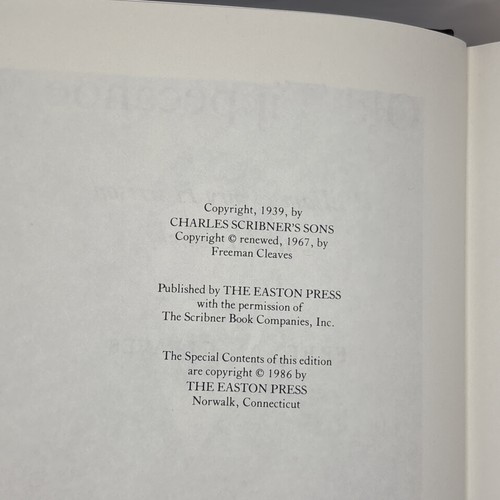 Copyright, 1939, by
CHARLES SCRIBNER'S SONS
Copyright © renewed, 1967, by
Freeman Cleaves
Published by THE EASTON PRESS
with the permission of
The Scribner Book Companies, Inc.
The Special Contents of this edition
are copyright © 1986 by
THE EASTON PRESS
Norwalk, Connecticut